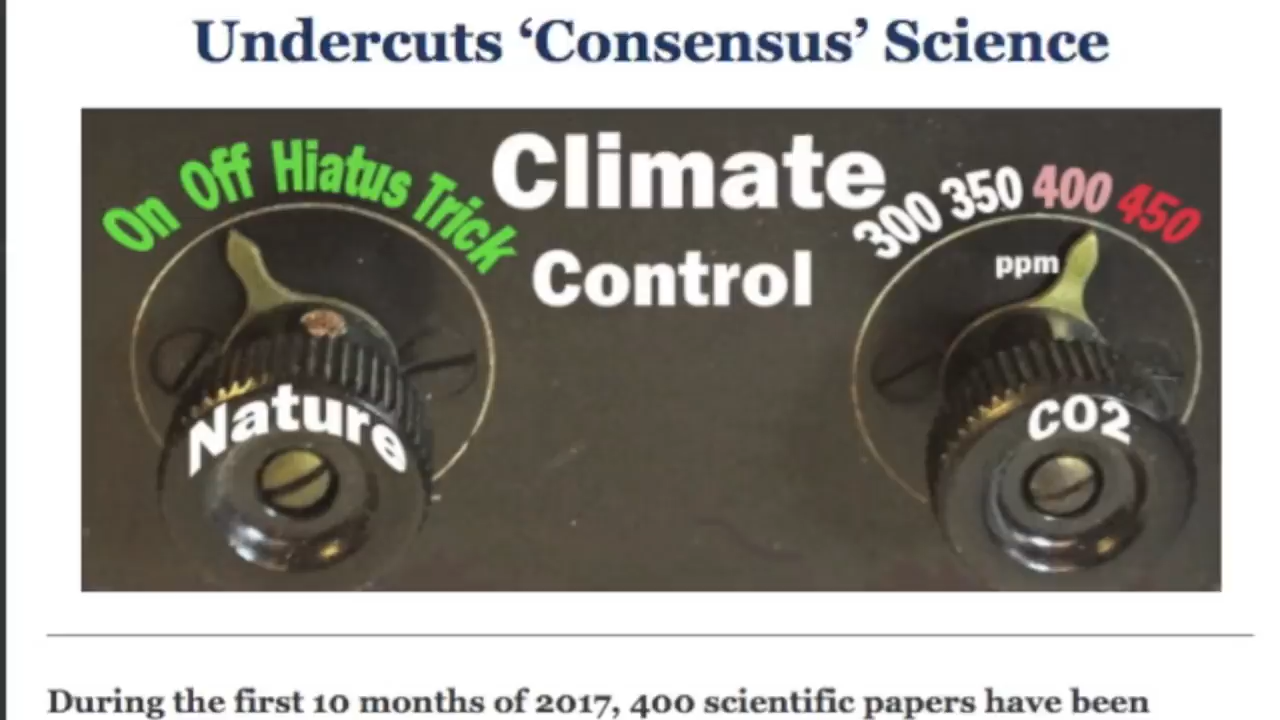 Undercuts ‘Consensus’ Science
On Off Hiatus Trick
Climate
Control
300 350 400 450
ppm
Nature
CO2
During the first 10 months of 2017, 400 scientific papers have been